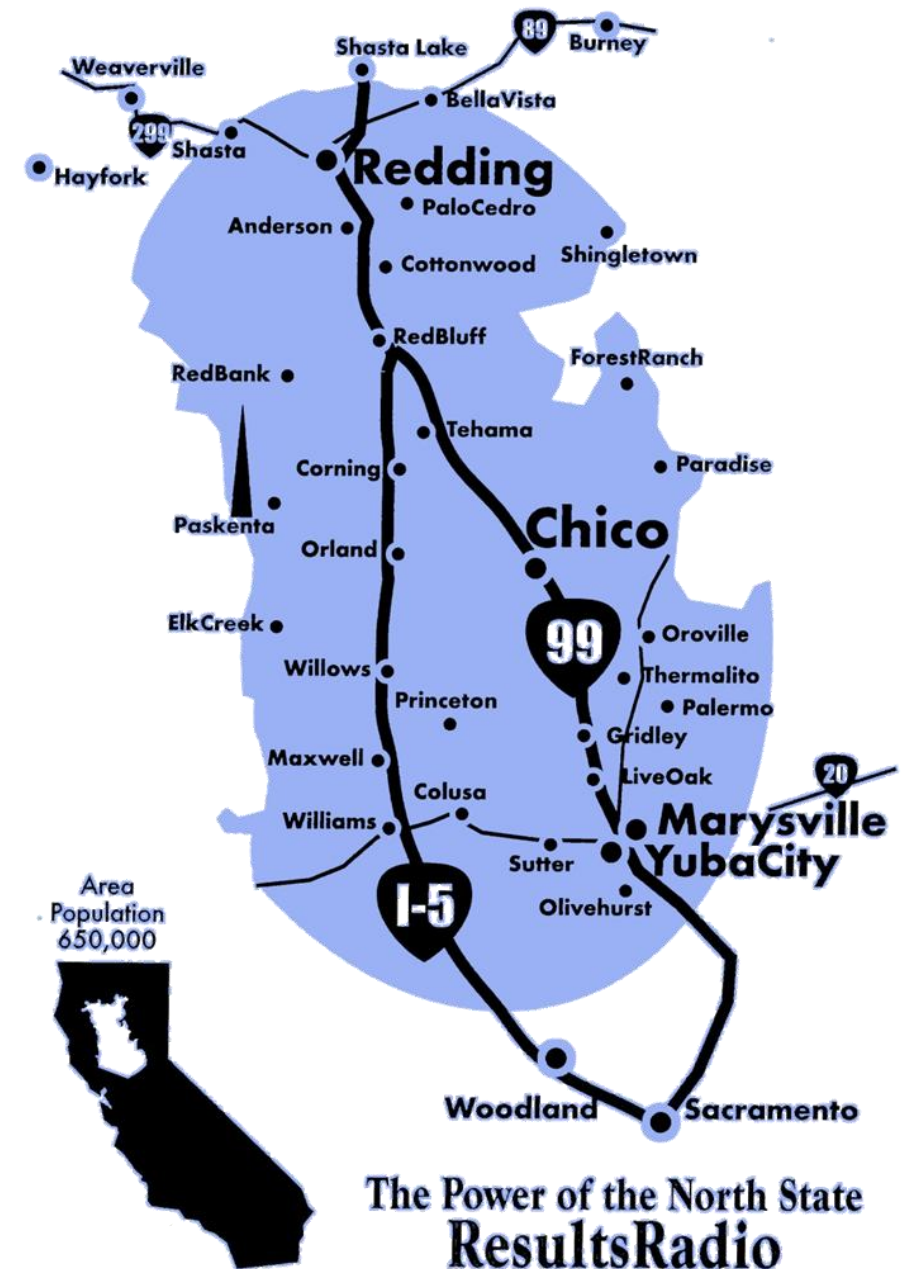 89
Burney
Shasta Lake
Weaverville
BellaVista
299
Shasta
Redding
Hayfork
PaloCedro
Anderson
Shingletown
Cottonwood
RedBluff
ForestRanch
RedBank
Tehama
Paradise
Corning
Paskenta
Chico
Orland
ElkCreek
99
Oroville
Willows
Thermalito
Princeton
Palermo
Gridley
Maxwell
LiveOak
20
Colusa
Williams
Marysville
Sutter
YubaCity
Area
Population
650,000
I-5
Olivehurst
Woodland
Sacramento
The Power of the North State
ResultsRadio